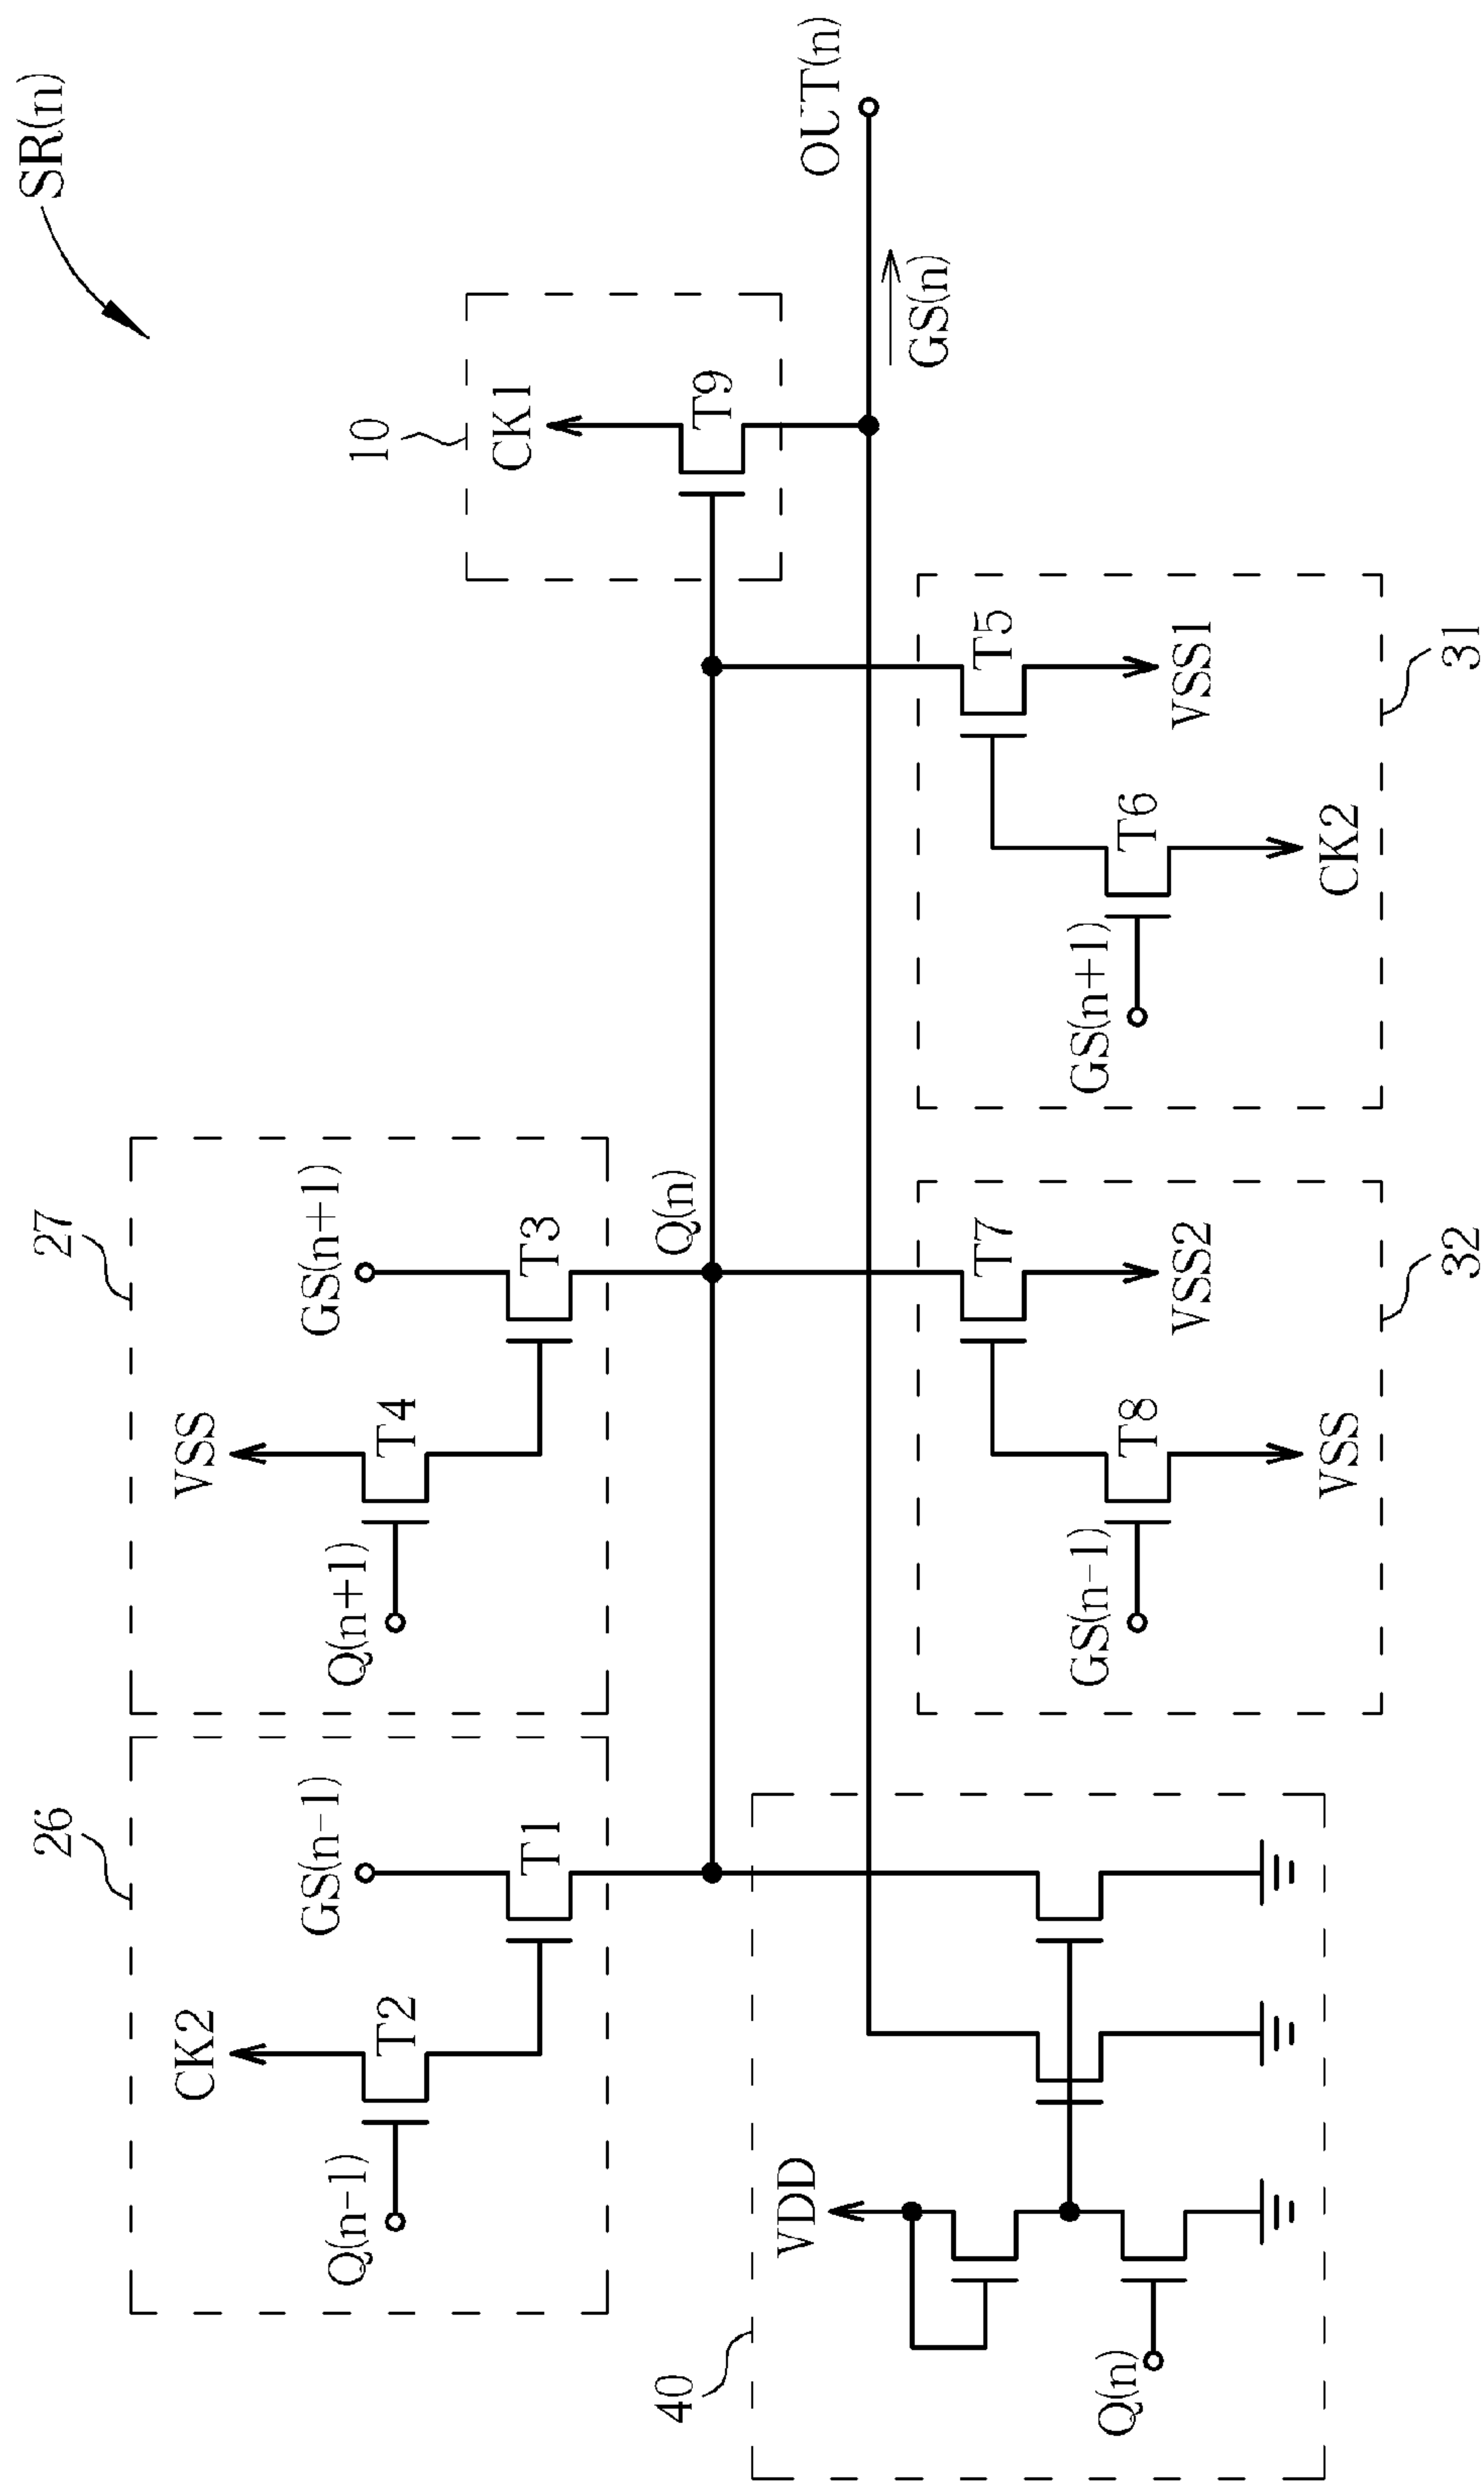 SR(n)
26
27
CK2
VSS
GS(n-1)
GS(n+1)
Q(n-1)
T2
Q(n+1)
T4
10
CK1
T1
T3
Q(n)
T9
40
VDD
OUT(n)
GS(n)
T7
T5
GS(n-1)
T8
VSS2
GS(n+1)
T6
VSS1
Q(n)
VSS
CK2
32
31